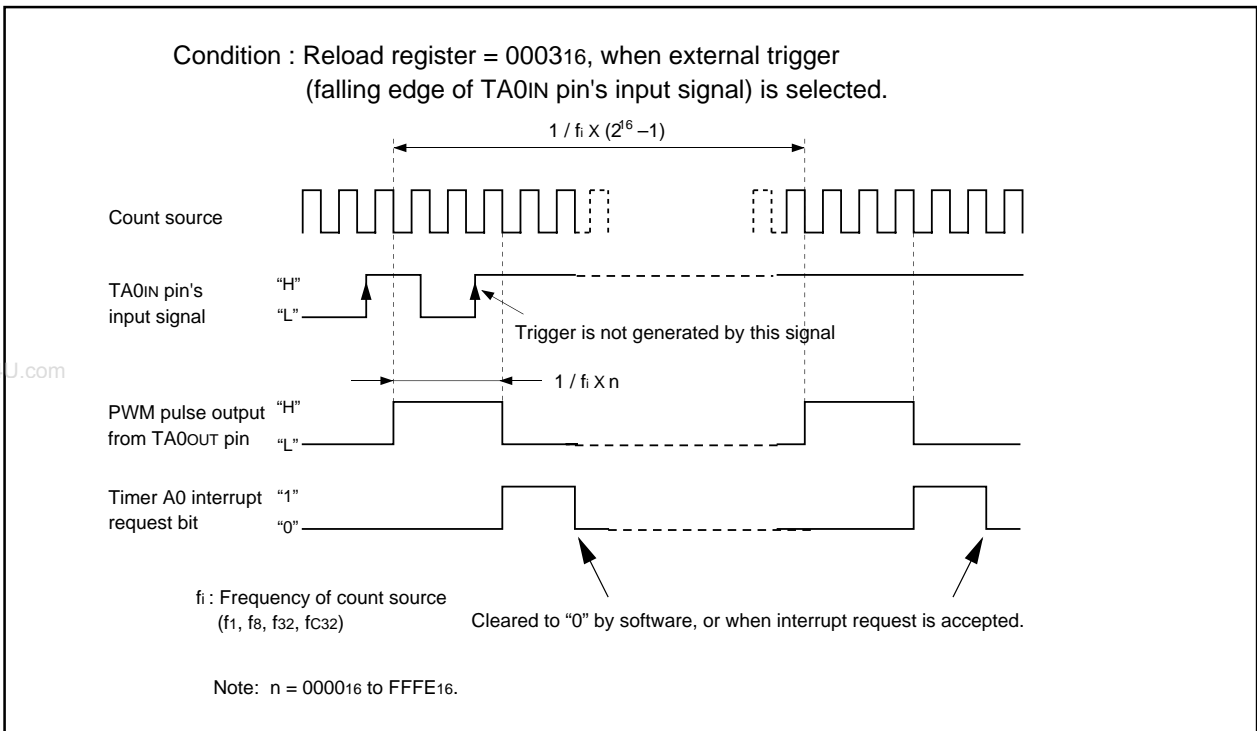 Condition : Reload register = 0003₁₆, when external trigger
(falling edge of TA0IN pin's input signal) is selected.
1 / fi X (2¹⁶ –1)
Count source
TA0IN pin's
input signal
“H”
“L”
Trigger is not generated by this signal
U.com
1 / fi X n
PWM pulse output
from TA0OUT pin
“H”
“L”
Timer A0 interrupt
request bit
“1”
“0”
fi : Frequency of count source
(f1, f8, f32, fC32)
Cleared to “0” by software, or when interrupt request is accepted.
Note: n = 0000₁₆ to FFFE₁₆.